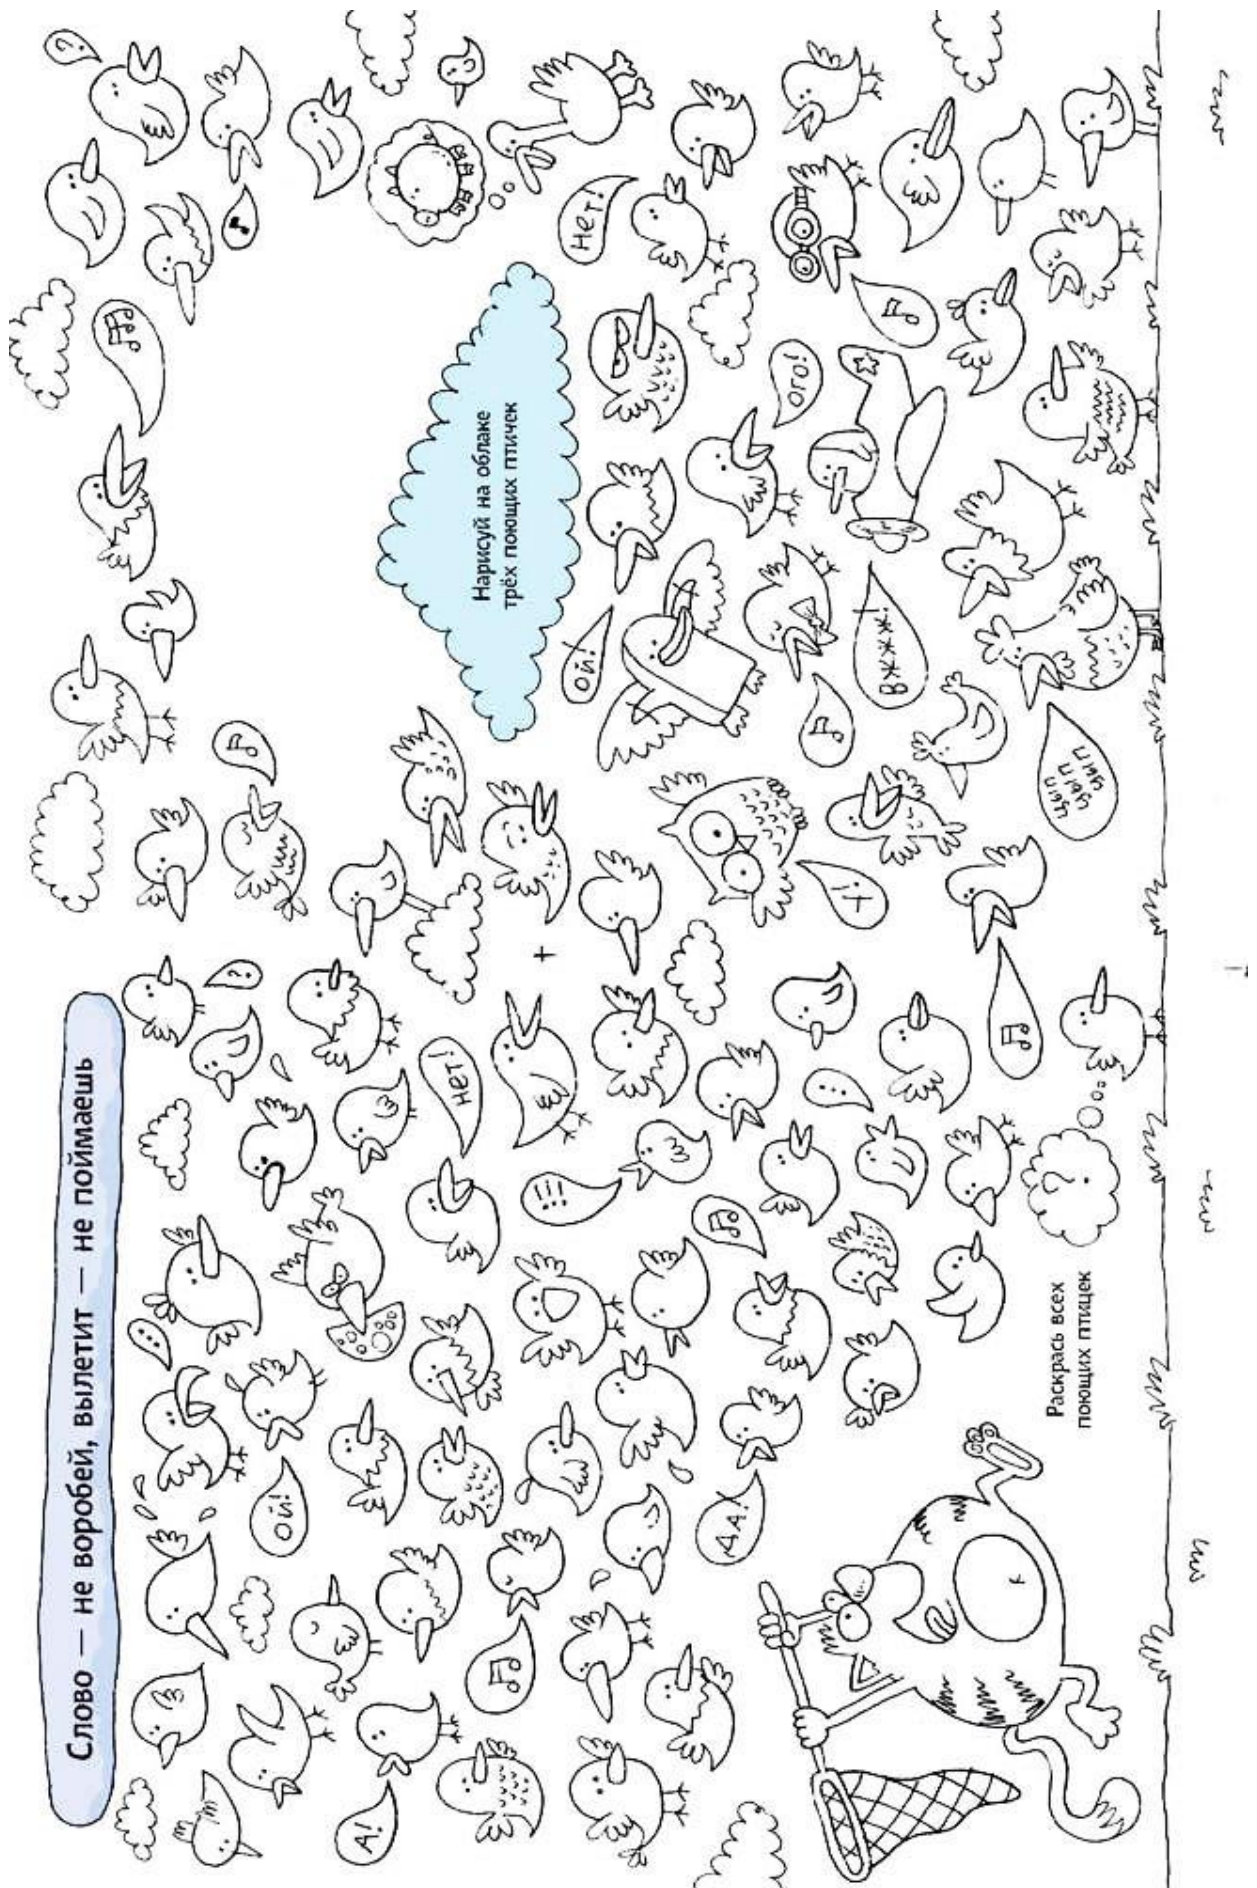 Слово — не воробей, вылетит — не поймаешь
?
ой!
А!
?
Нет!
Нарисуй на облаке
трёх поющих птичек
!!!
ДА!
ой!
Нет!
ого!
!
Вжжж!
?
цып
цып
цып
Раскрась всех
поющих птицек